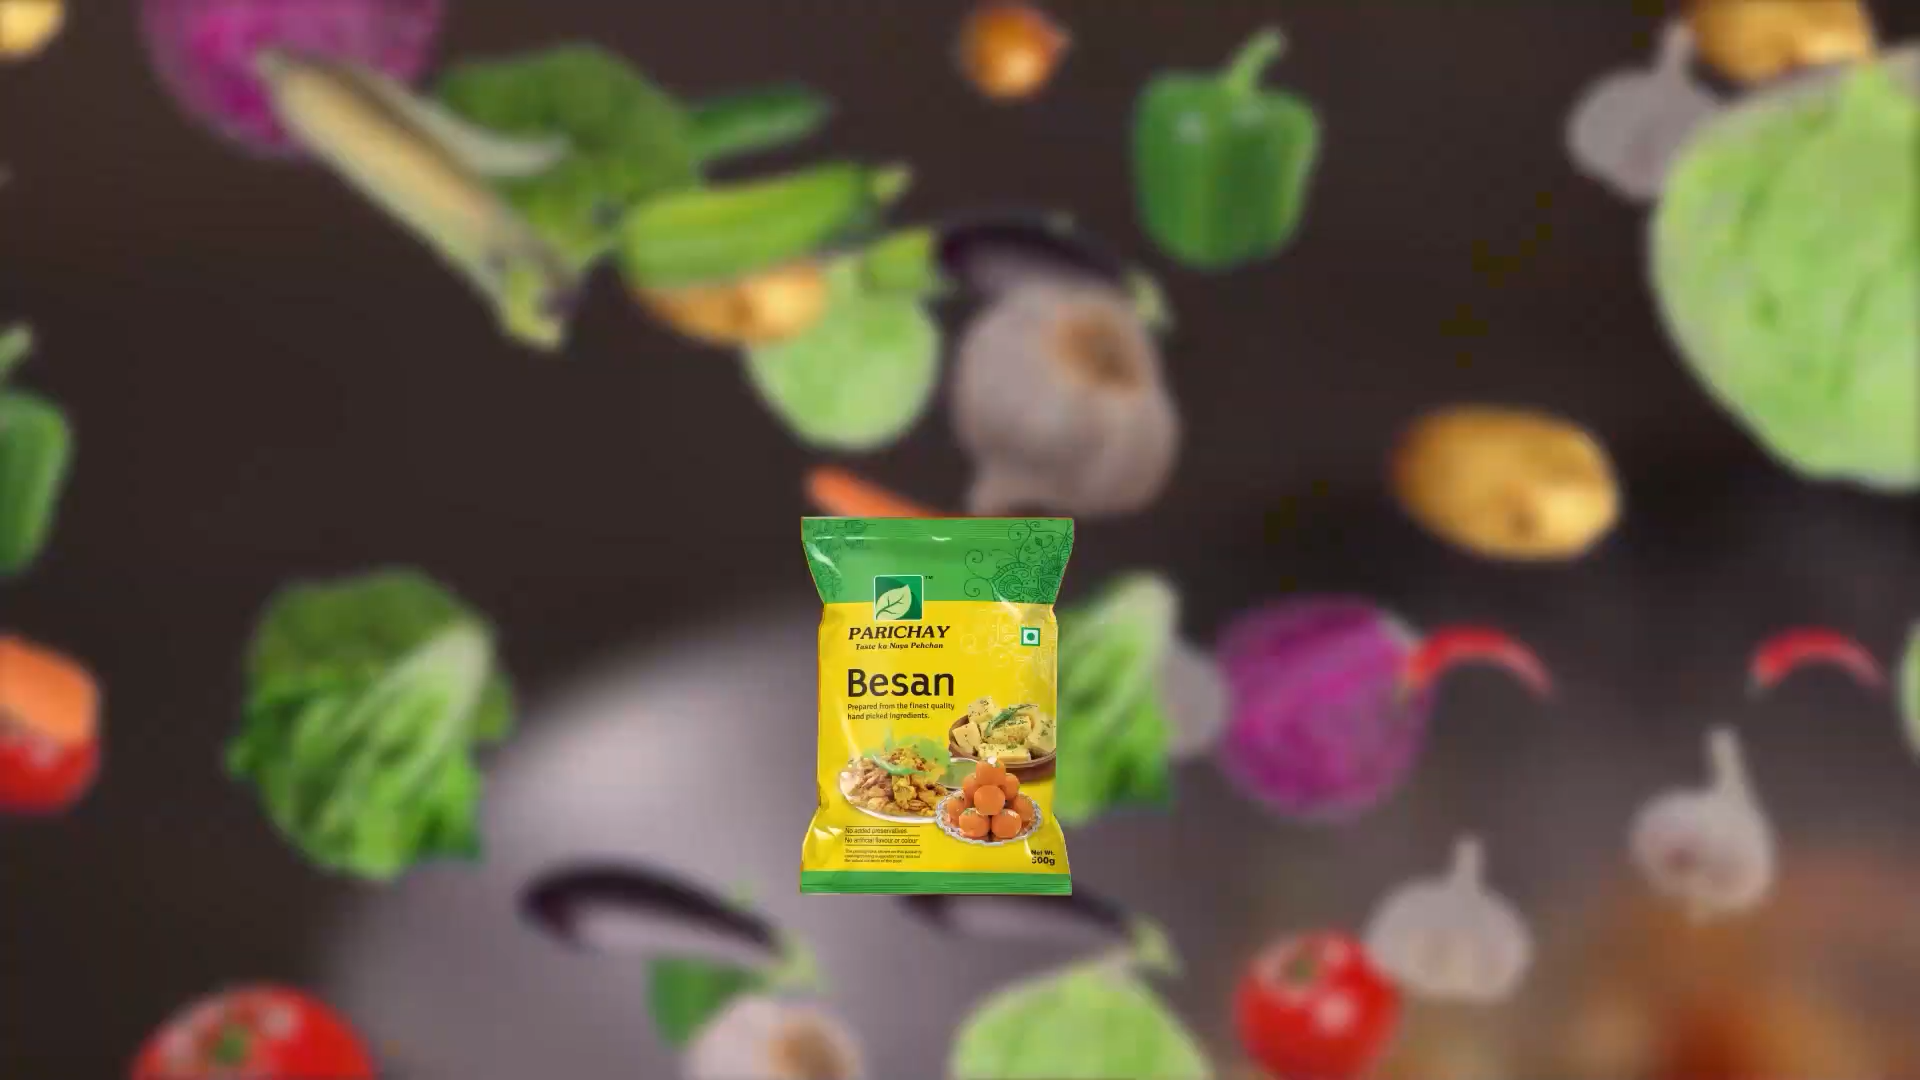 TM
PARICHAY
Taste ka Naya Pehchan
Besan
Prepared from the finest quality
hand picked ingredients.
No added preservatives
No artificial flavour or colour
Net Wt.
500g